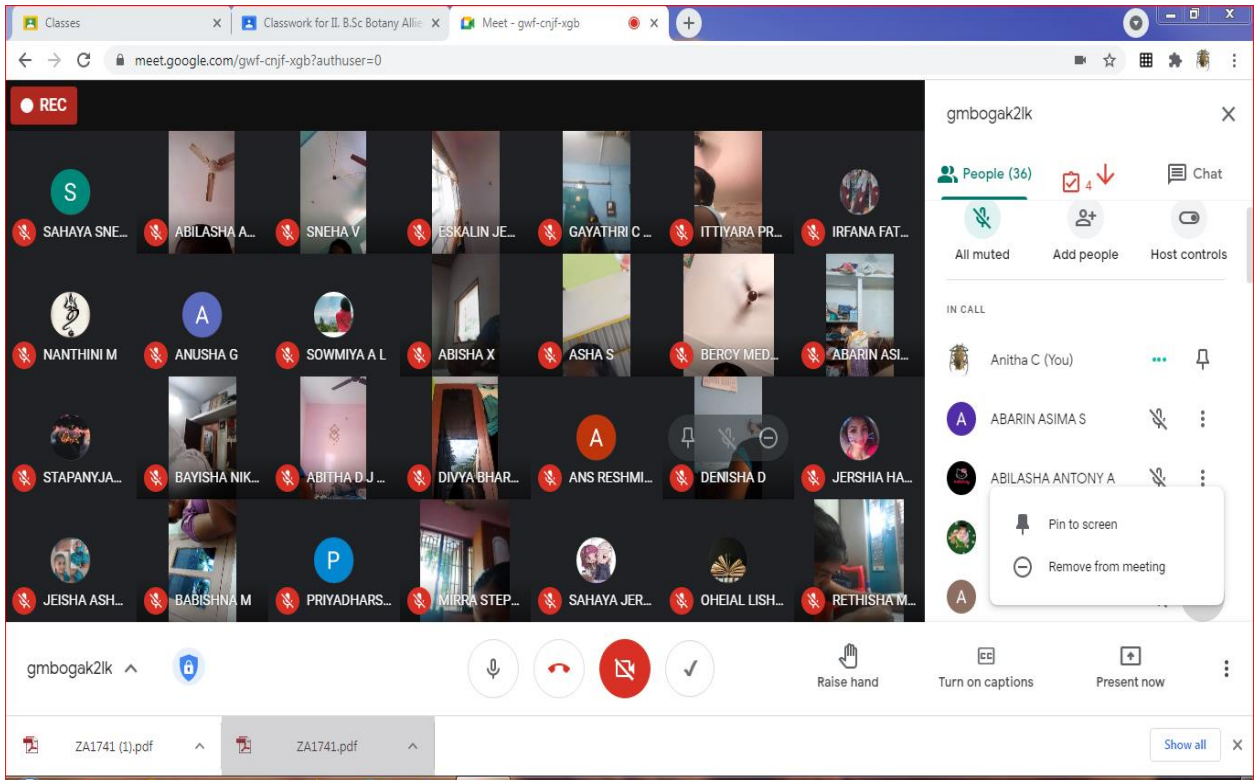 Classes
Classwork for II. B.Sc Botany Allie
Meet - gwf-cnjf-xgb
meet.google.com/gwf-cnjf-xgb?authuser=0
REC
gmbogak2lk
People (36)
4
Chat
All muted
Add people
Host controls
IN CALL
Anitha C (You)
ABARIN ASIMA S
ABILASHA ANTONY A
Pin to screen
Remove from meeting
A
A
S
SAHAYA SNE...
ABILASHA A...
SNEHA V
ESKALIN JE...
GAYATHRI C ...
ITTIYARA PR...
IRFANA FAT...
A
NANTHINI M
ANUSHA G
SOWMIYA A L
ABISHA X
ASHA S
BERCY MED...
ABARIN ASI...
A
STAPANYJA...
BAYISHA NIK...
ABITHA D J ...
DIVYA BHAR...
ANS RESHMI...
DENISHA D
JERSHIA HA...
P
JEISHA ASH...
BABISHNA M
PRIYADHARS...
MIRRA STEP...
SAHAYA JER...
OHEIAL LISH...
RETHISHA M...
gmbogak2lk
Raise hand
CC
Turn on captions
Present now
ZA1741 (1).pdf
ZA1741.pdf
Show all